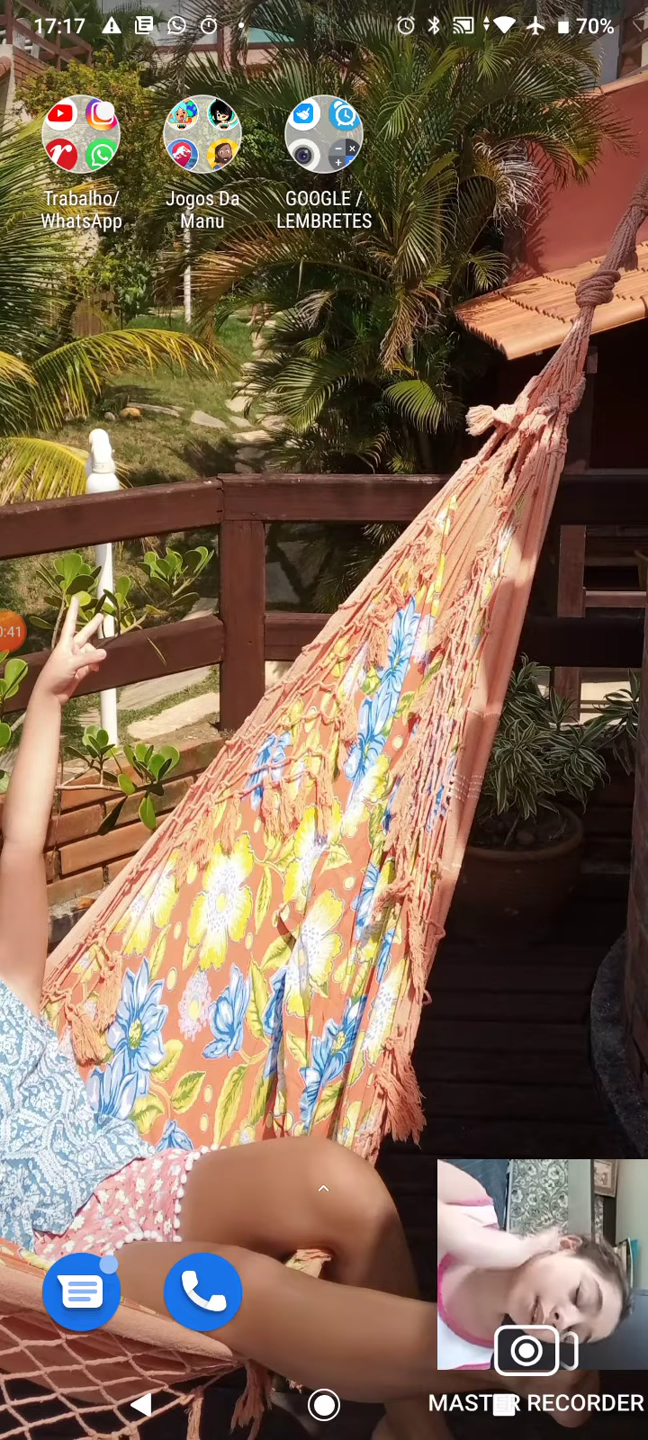 17:17
70%
Trabalho/
WhatsApp
Jogos Da
Manu
GOOGLE /
LEMBRETES
0:41
MASTER RECORDER